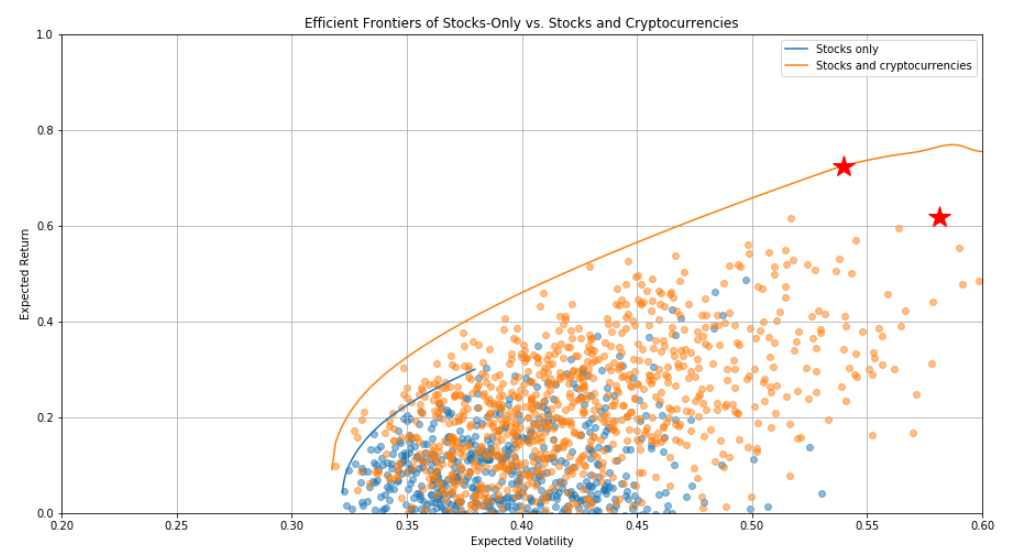 Efficient Frontiers of Stocks-Only vs. Stocks and Cryptocurrencies
Stocks only
Stocks and cryptocurrencies
Expected Return
1.0
0.8
0.6
0.4
0.2
0.0
0.20 0.25 0.30 0.35 0.40 0.45 0.50 0.55 0.60
Expected Volatility